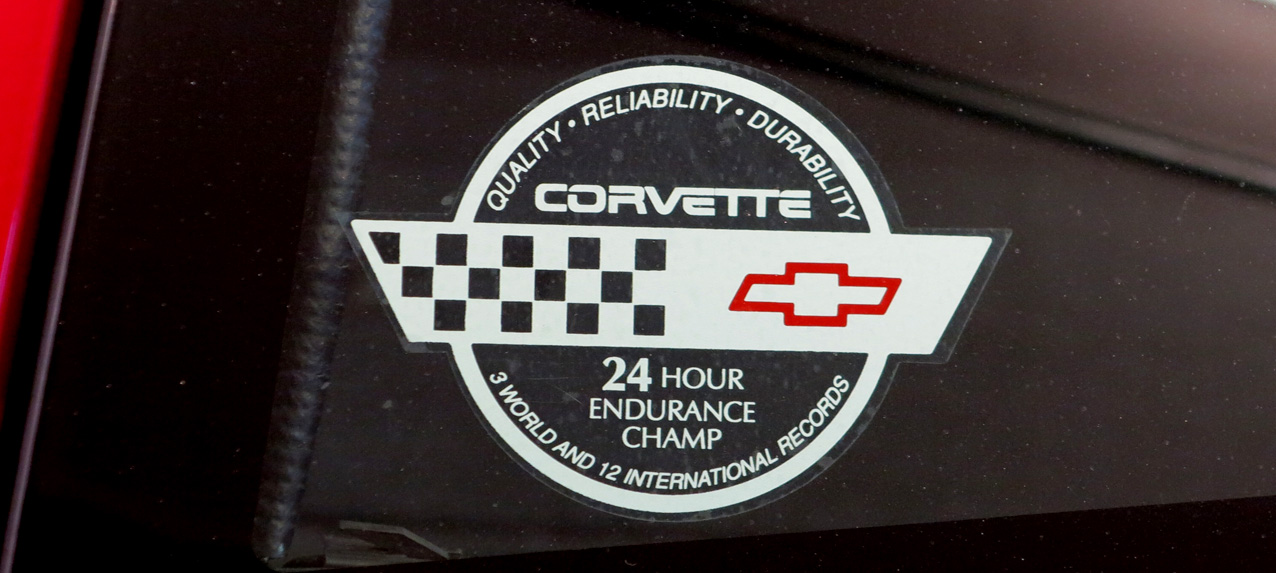 QUALITY • RELIABILITY • DURABILITY
CORVETTE
24 HOUR
ENDURANCE
CHAMP
3 WORLD AND 12 INTERNATIONAL RECORDS